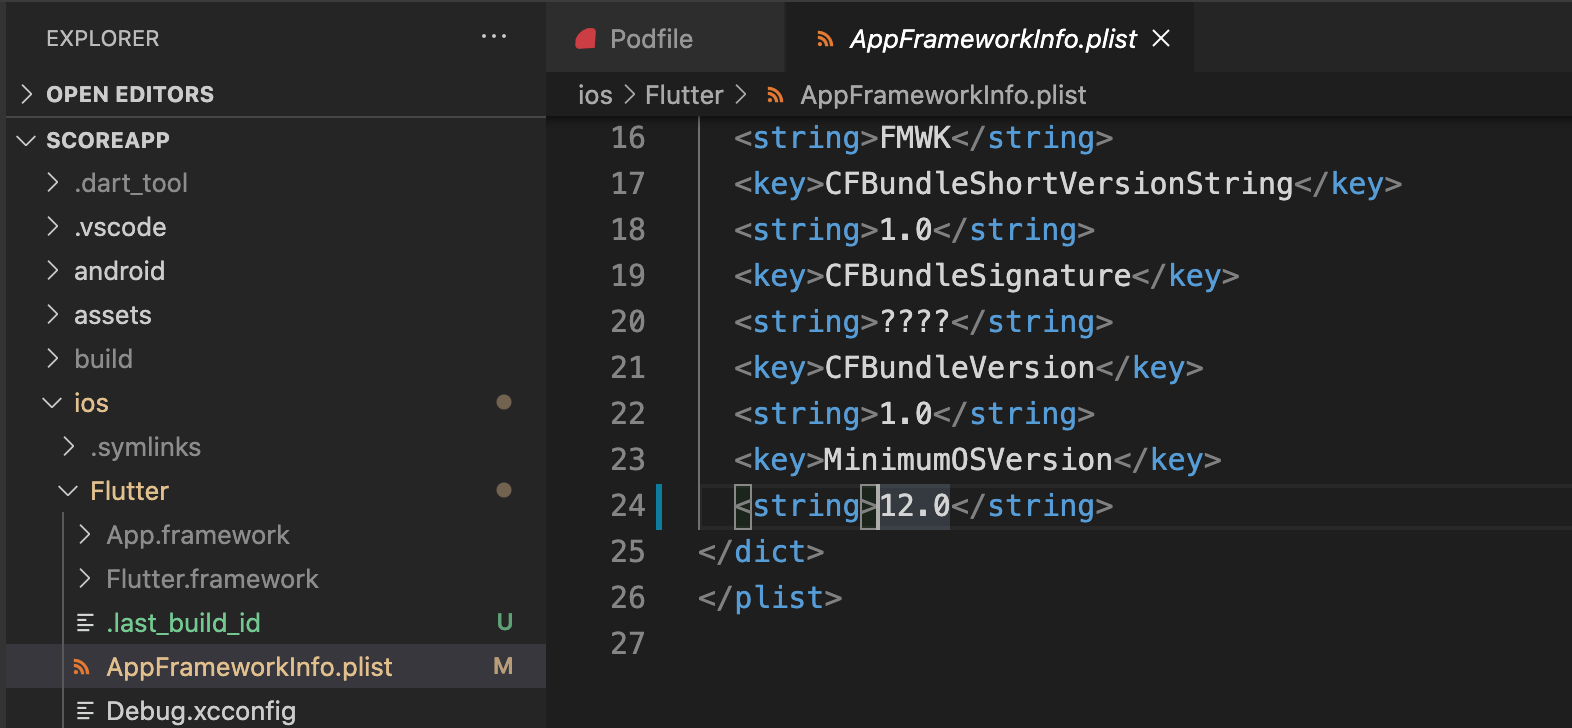 EXPLORER
OPEN EDITORS
SCOREAPP
.dart_tool
.vscode
android
assets
build
ios
.symlinks
Flutter
App.framework
Flutter.framework
.last_build_id U
AppFrameworkInfo.plist M
Debug.xcconfig
Podfile AppFrameworkInfo.plist
ios > Flutter > AppFrameworkInfo.plist
16 <string>FMWK</string>
17 <key>CFBundleShortVersionString</key>
18 <string>1.0</string>
19 <key>CFBundleSignature</key>
20 <string>????</string>
21 <key>CFBundleVersion</key>
22 <string>1.0</string>
23 <key>MinimumOSVersion</key>
24 <string>12.0</string>
25 </dict>
26 </plist>
27